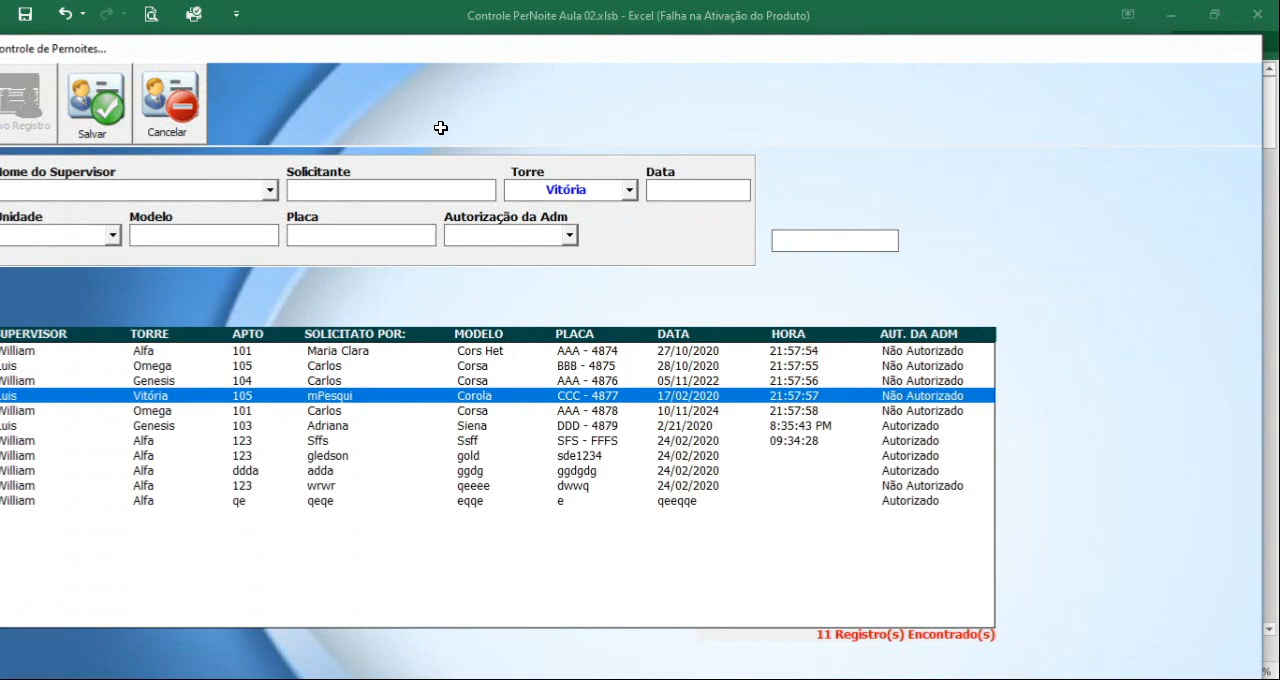 Controle PerNoite Aula 02.xlsb - Excel (Falha na Ativação do Produto)
ontrole de Pernoites...
vo Registro
Salvar
Cancelar
Nome do Supervisor Solicitante Torre Data
Vitória
Unidade Modelo Placa Autorização da Adm
SUPERVISOR TORRE APTO SOLICITATO POR: MODELO PLACA DATA HORA AUT. DA ADM
William Alfa 101 Maria Clara Cors Het AAA - 4874 27/10/2020 21:57:54 Não Autorizado
Luis Omega 105 Carlos Corsa BBB - 4875 28/10/2020 21:57:55 Não Autorizado
William Genesis 104 Carlos Corsa AAA - 4876 05/11/2022 21:57:56 Não Autorizado
Luis Vitória 105 mPesqui Corola CCC - 4877 17/02/2020 21:57:57 Não Autorizado
William Omega 101 Carlos Corsa AAA - 4878 10/11/2024 21:57:58 Não Autorizado
Luis Genesis 103 Adriana Siena DDD - 4879 2/21/2020 8:35:43 PM Autorizado
William Alfa 123 Sffs Ssff SFS - FFFS 24/02/2020 09:34:28 Autorizado
William Alfa 123 gledson gold sde1234 24/02/2020 Autorizado
William Alfa ddda adda ggdg ggdgdg 24/02/2020 Autorizado
William Alfa 123 wrwr qeeee dwwq 24/02/2020 Não Autorizado
William Alfa qe qeqe eqqe e qeeqqe Autorizado
11 Registro(s) Encontrado(s)
%